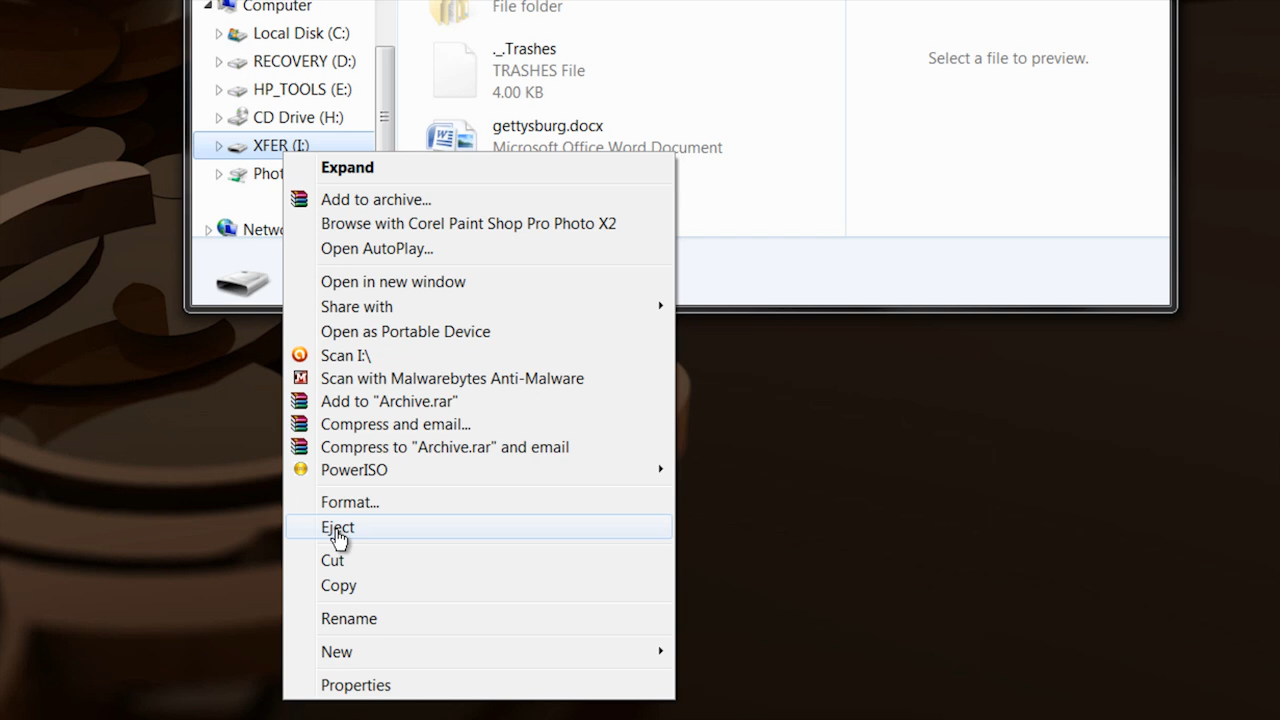 Computer
Local Disk (C:)
RECOVERY (D:)
HP_TOOLS (E:)
CD Drive (H:)
XFER (I:)
Phot
Netwo
File folder
._.Trashes
TRASHES File
4.00 KB
gettysburg.docx
Microsoft Office Word Document
Select a file to preview.
Expand
Add to archive...
Browse with Corel Paint Shop Pro Photo X2
Open AutoPlay...
Open in new window
Share with
Open as Portable Device
Scan I:\
Scan with Malwarebytes Anti-Malware
Add to "Archive.rar"
Compress and email...
Compress to "Archive.rar" and email
PowerISO
Format...
Eject
Cut
Copy
Rename
New
Properties